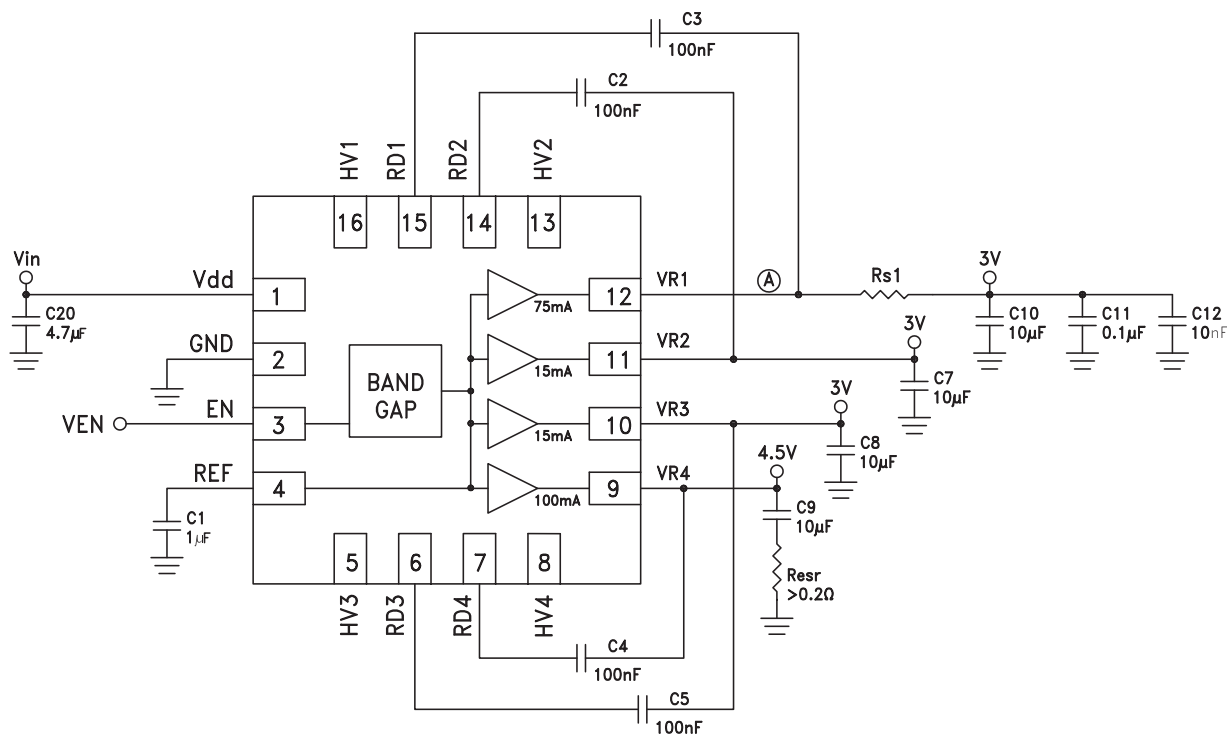 C3
100nF
C2
100nF
HV1
RD1
RD2
HV2
16
15
14
13
Vin
C20
4.7µF
Vdd
1
GND
2
VEN
EN
3
REF
4
C1
1µF
BAND
GAP
75mA
15mA
15mA
100mA
12
VR1
A
Rs1
3V
C10
10µF
C11
0.1µF
C12
10nF
11
VR2
3V
C7
10µF
10
VR3
3V
C8
10µF
9
VR4
4.5V
C9
10µF
Resr
>0.2Ω
5
6
7
8
HV3
RD3
RD4
HV4
C4
100nF
C5
100nF